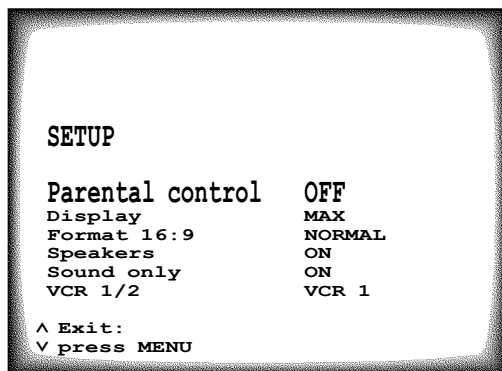 SETUP
Parental control OFF
Display MAX
Format 16:9 NORMAL
Speakers ON
Sound only ON
VCR 1/2 VCR 1
∧ Exit:
∨ press MENU